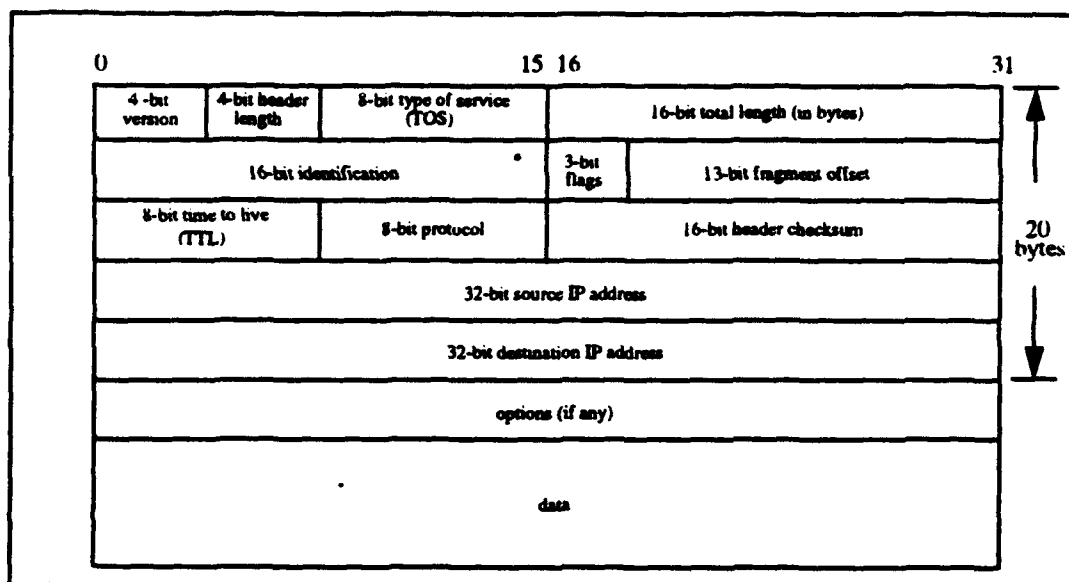 0 15 16 31
4 -bit version
4-bit header length
8-bit type of service (TOS)
16-bit total length (in bytes)
16-bit identification
3-bit flags
13-bit fragment offset
8-bit time to live (TTL)
8-bit protocol
16-bit header checksum
20 bytes
32-bit source IP address
32-bit destination IP address
options (if any)
data